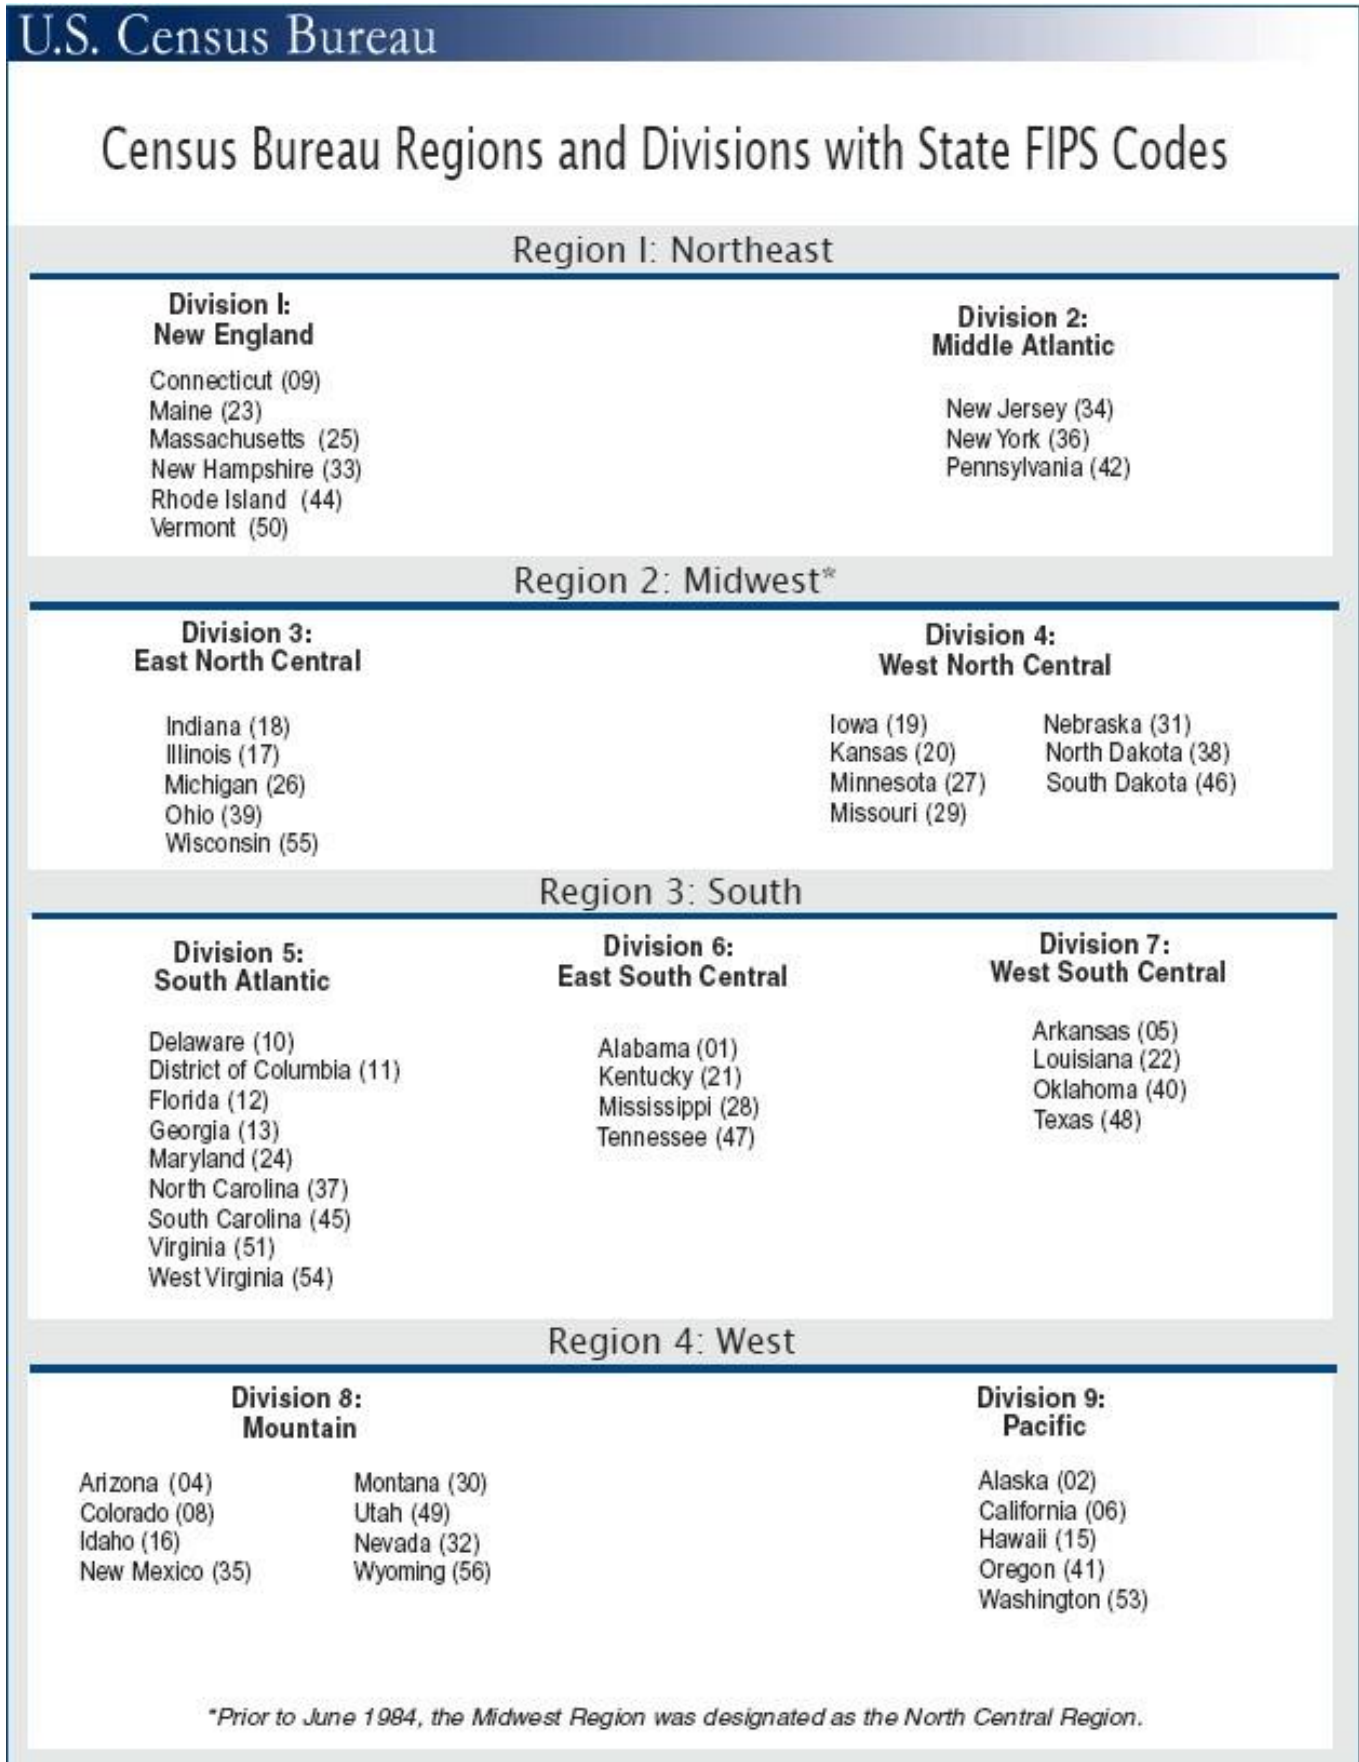 U.S. Census Bureau
Census Bureau Regions and Divisions with State FIPS Codes
Region I: Northeast
Division I:
New England
Connecticut (09)
Maine (23)
Massachusetts (25)
New Hampshire (33)
Rhode Island (44)
Vermont (50)
Division 2:
Middle Atlantic
New Jersey (34)
New York (36)
Pennsylvania (42)
Region 2: Midwest*
Division 3:
East North Central
Indiana (18)
Illinois (17)
Michigan (26)
Ohio (39)
Wisconsin (55)
Division 4:
West North Central
Iowa (19)
Kansas (20)
Minnesota (27)
Missouri (29)
Nebraska (31)
North Dakota (38)
South Dakota (46)
Region 3: South
Division 5:
South Atlantic
Delaware (10)
District of Columbia (11)
Florida (12)
Georgia (13)
Maryland (24)
North Carolina (37)
South Carolina (45)
Virginia (51)
West Virginia (54)
Division 6:
East South Central
Alabama (01)
Kentucky (21)
Mississippi (28)
Tennessee (47)
Division 7:
West South Central
Arkansas (05)
Louisiana (22)
Oklahoma (40)
Texas (48)
Region 4: West
Division 8:
Mountain
Arizona (04)
Colorado (08)
Idaho (16)
New Mexico (35)
Montana (30)
Utah (49)
Nevada (32)
Wyoming (56)
Division 9:
Pacific
Alaska (02)
California (06)
Hawaii (15)
Oregon (41)
Washington (53)
*Prior to June 1984, the Midwest Region was designated as the North Central Region.